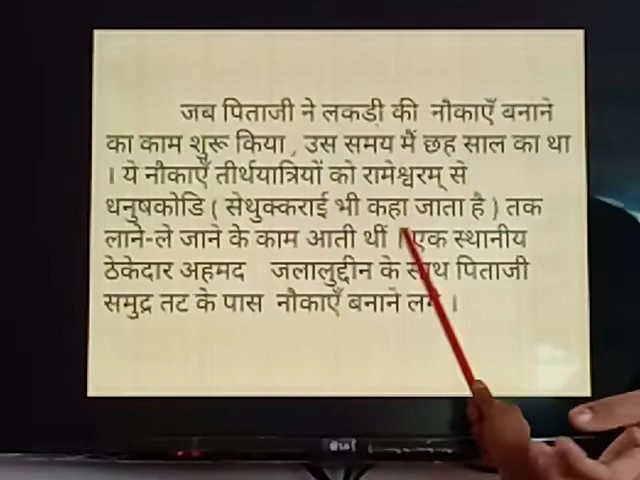 जब पिताजी ने लकड़ी की नौकाएँ बनाने
का काम शुरू किया , उस समय मैं छह साल का था
। ये नौकाएँ तीर्थयात्रियों को रामेश्वरम् से
धनुषकोडि ( सेथुक्कराई भी कहा जाता है ) तक
लाने-ले जाने के काम आती थीं । एक स्थानीय
ठेकेदार अहमद जलालुद्दीन के साथ पिताजी
समुद्र तट के पास नौकाएँ बनाने लगे ।